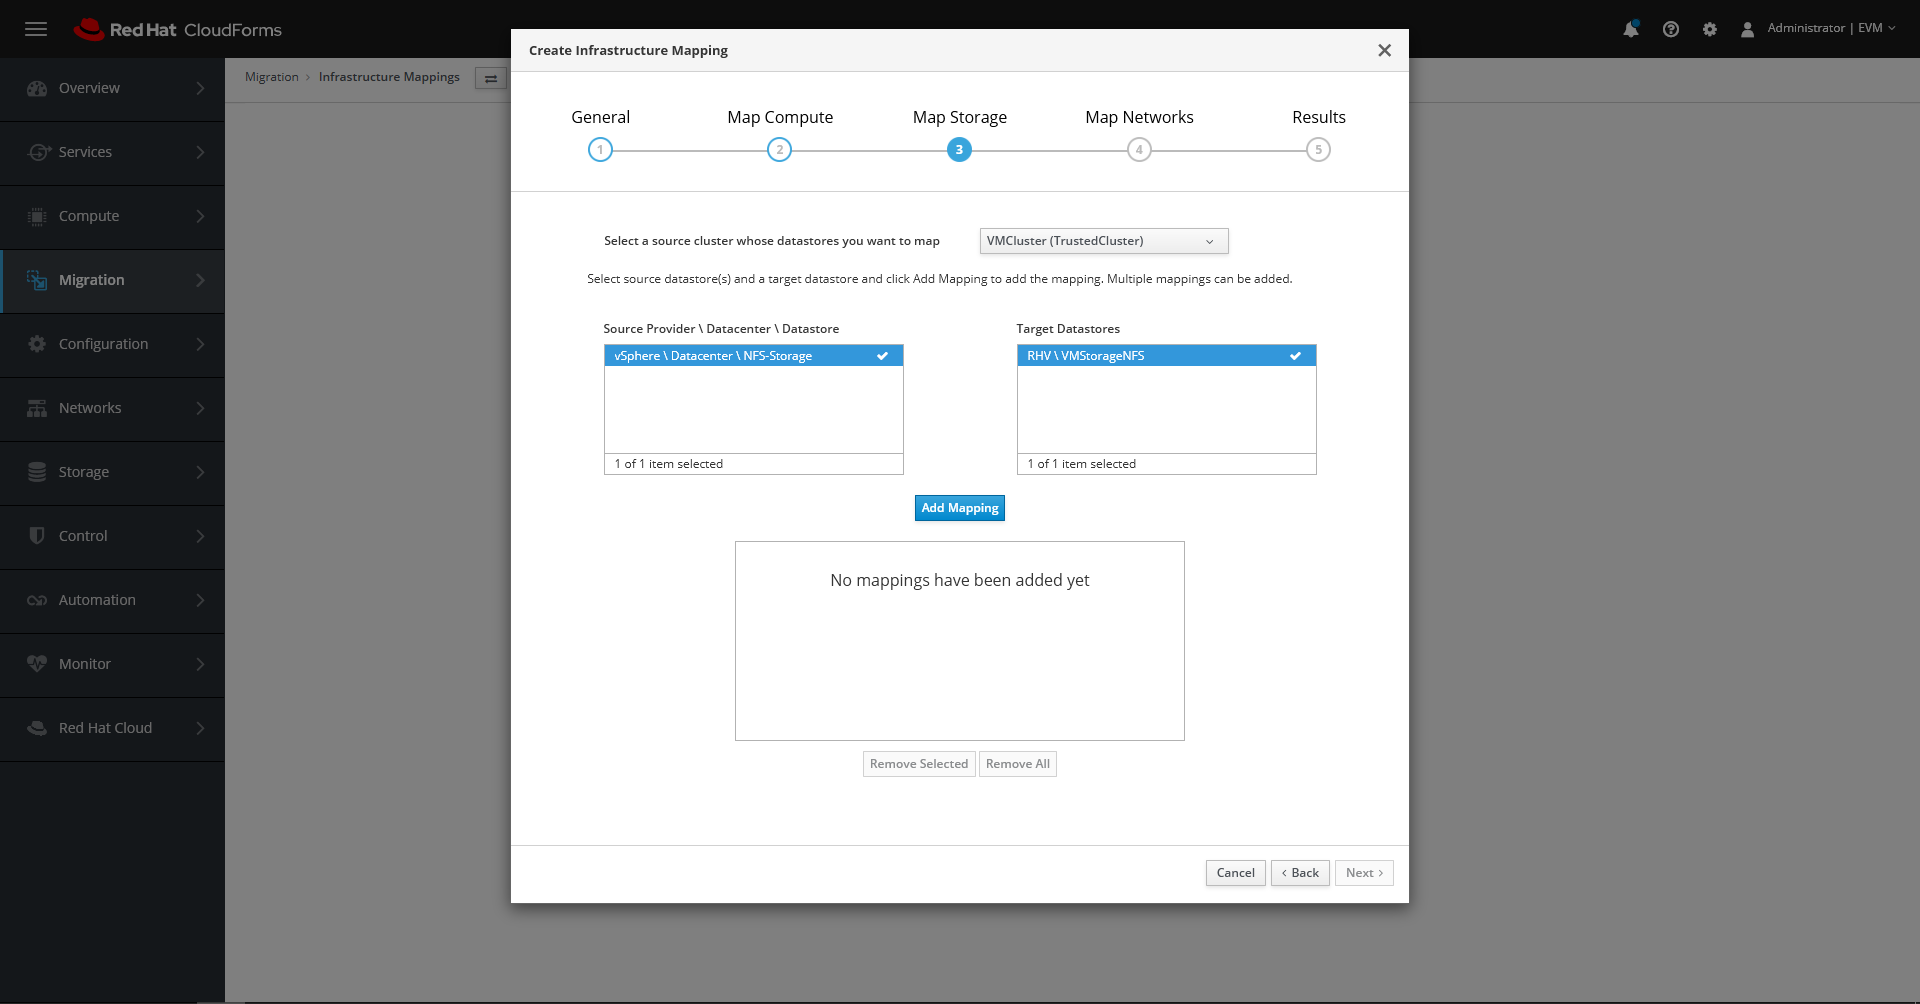 Red Hat CloudForms
Administrator | EVM
Overview
Services
Compute
Migration
Configuration
Networks
Storage
Control
Automation
Monitor
Red Hat Cloud
Migration > Infrastructure Mappings
Create Infrastructure Mapping
General Map Compute Map Storage Map Networks Results
1 2 3 4 5
Select a source cluster whose datastores you want to map VMCluster (TrustedCluster)
Select source datastore(s) and a target datastore and click Add Mapping to add the mapping. Multiple mappings can be added.
Source Provider \ Datacenter \ Datastore
vSphere \ Datacenter \ NFS-Storage
1 of 1 item selected
Target Datastores
RHV \ VMStorageNFS
1 of 1 item selected
Add Mapping
No mappings have been added yet
Remove Selected Remove All
Cancel < Back Next >